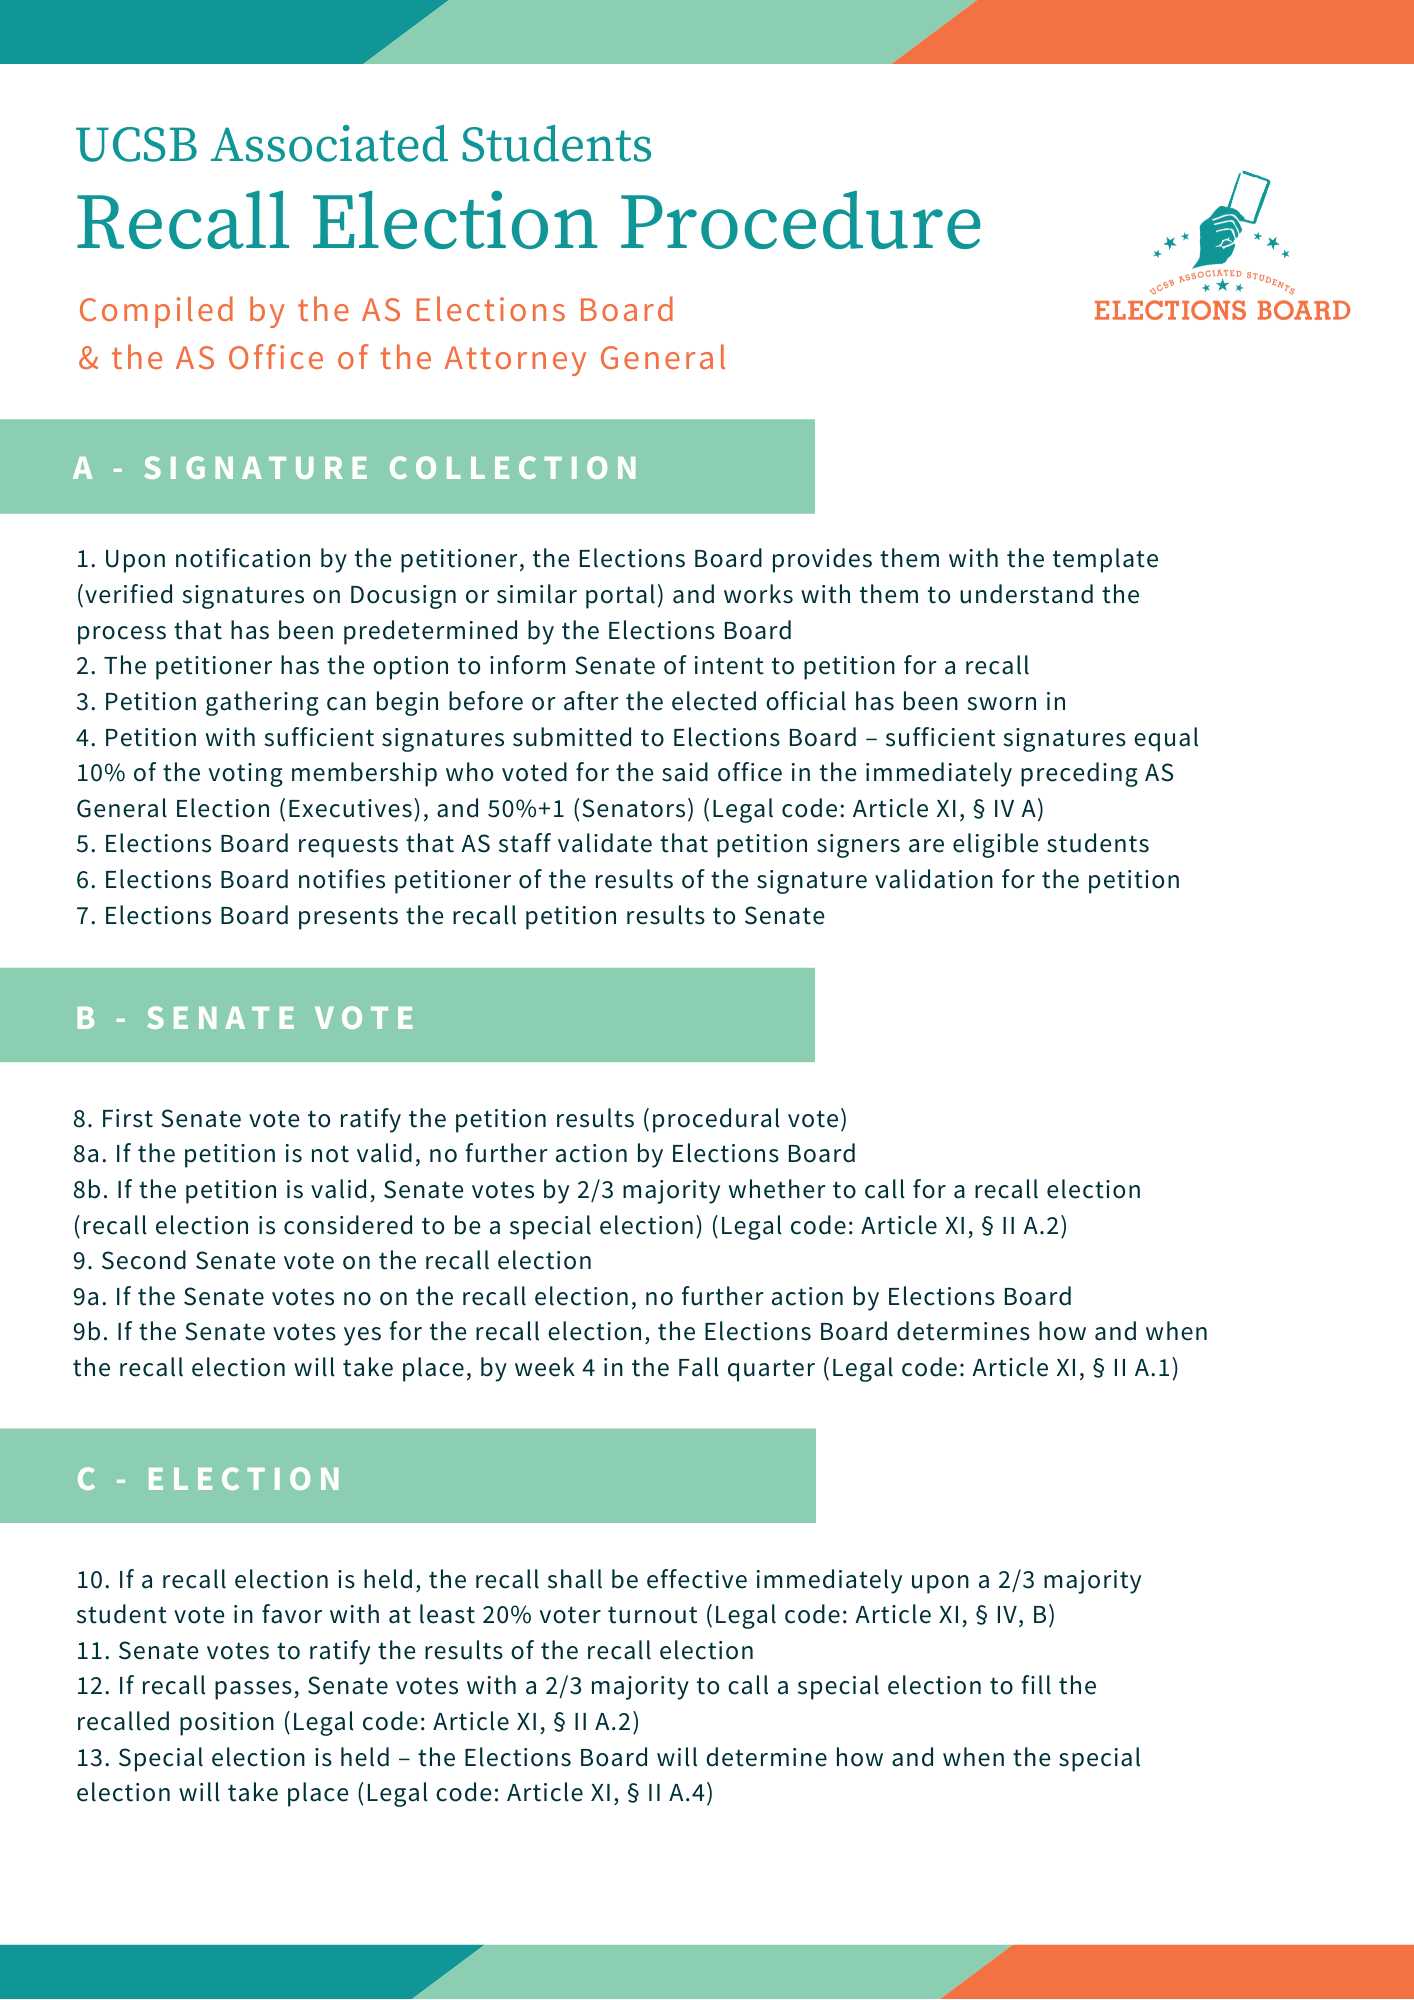 UCSB Associated Students
Recall Election Procedure
Compiled by the AS Elections Board
& the AS Office of the Attorney General
UCSB ASSOCIATED STUDENTS
ELECTIONS BOARD
A - SIGNATURE COLLECTION
1. Upon notification by the petitioner, the Elections Board provides them with the template
(verified signatures on Docusign or similar portal) and works with them to understand the
process that has been predetermined by the Elections Board
2. The petitioner has the option to inform Senate of intent to petition for a recall
3. Petition gathering can begin before or after the elected official has been sworn in
4. Petition with sufficient signatures submitted to Elections Board – sufficient signatures equal
10% of the voting membership who voted for the said office in the immediately preceding AS
General Election (Executives), and 50%+1 (Senators) (Legal code: Article XI, § IV A)
5. Elections Board requests that AS staff validate that petition signers are eligible students
6. Elections Board notifies petitioner of the results of the signature validation for the petition
7. Elections Board presents the recall petition results to Senate
B - SENATE VOTE
8. First Senate vote to ratify the petition results (procedural vote)
8a. If the petition is not valid, no further action by Elections Board
8b. If the petition is valid, Senate votes by 2/3 majority whether to call for a recall election
(recall election is considered to be a special election) (Legal code: Article XI, § II A.2)
9. Second Senate vote on the recall election
9a. If the Senate votes no on the recall election, no further action by Elections Board
9b. If the Senate votes yes for the recall election, the Elections Board determines how and when
the recall election will take place, by week 4 in the Fall quarter (Legal code: Article XI, § II A.1)
C - ELECTION
10. If a recall election is held, the recall shall be effective immediately upon a 2/3 majority
student vote in favor with at least 20% voter turnout (Legal code: Article XI, § IV, B)
11. Senate votes to ratify the results of the recall election
12. If recall passes, Senate votes with a 2/3 majority to call a special election to fill the
recalled position (Legal code: Article XI, § II A.2)
13. Special election is held – the Elections Board will determine how and when the special
election will take place (Legal code: Article XI, § II A.4)